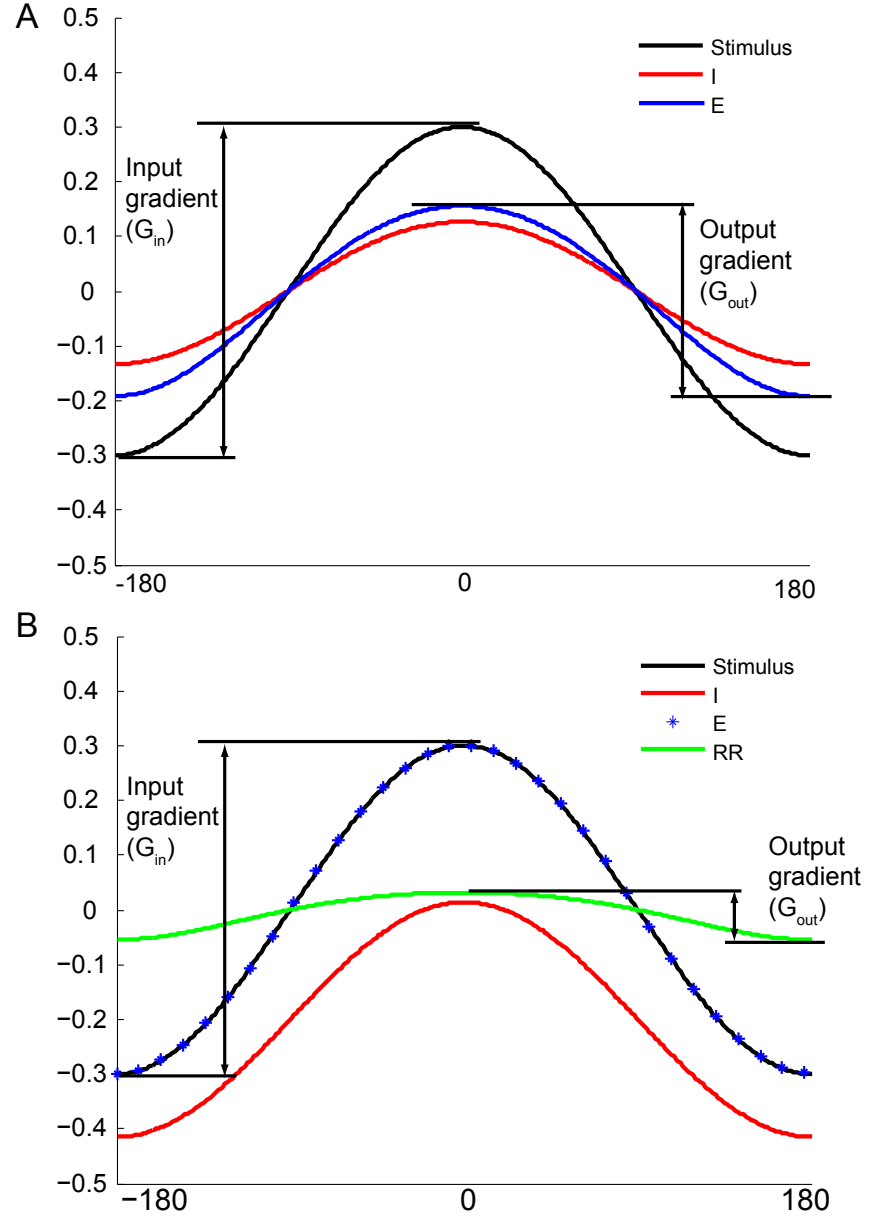 A
Stimulus
I
E
0.5
0.4
0.3
0.2
0.1
0
−0.1
−0.2
−0.3
−0.4
−0.5
Input
gradient
(Gin)
Output
gradient
(Gout)
-180
0
180
B
Stimulus
I
E
RR
0.5
0.4
0.3
0.2
0.1
0
−0.1
−0.2
−0.3
−0.4
−0.5
Input
gradient
(Gin)
Output
gradient
(Gout)
−180
0
180